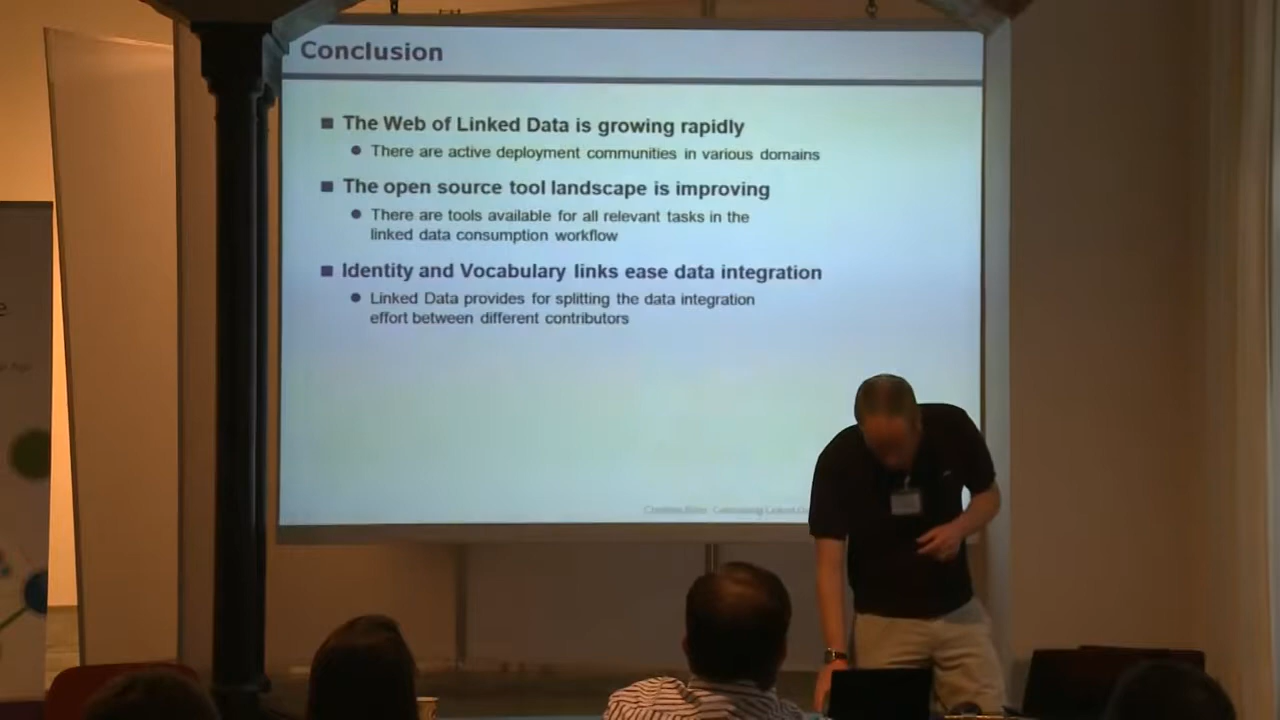 Conclusion
The Web of Linked Data is growing rapidly
There are active deployment communities in various domains
The open source tool landscape is improving
There are tools available for all relevant tasks in the
linked data consumption workflow
Identity and Vocabulary links ease data integration
Linked Data provides for splitting the data integration
effort between different contributors